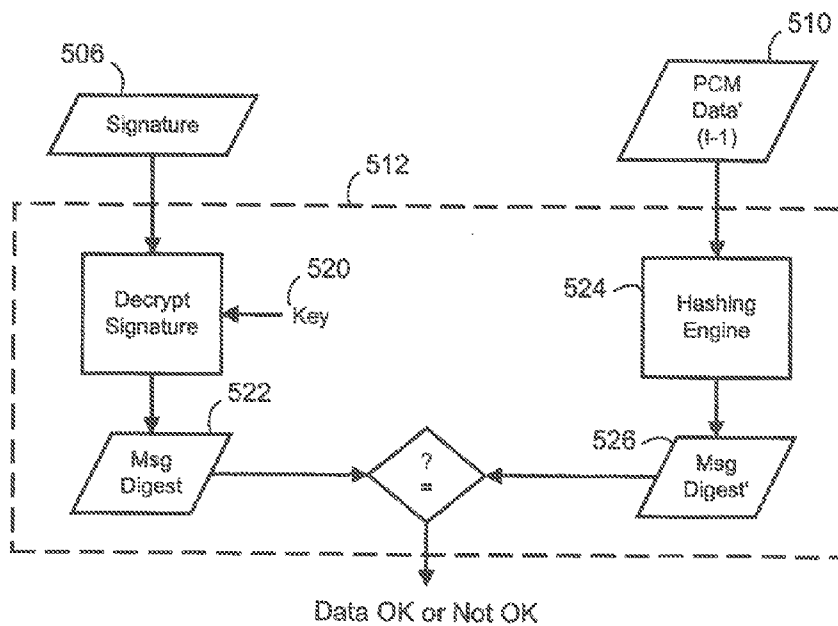 506
Signature
510
PCM
Data'
(I-1)
512
Decrypt
Signature
520
Key
524
Hashing
Engine
522
Msg
Digest
?
=
526
Msg
Digest'
Data OK or Not OK